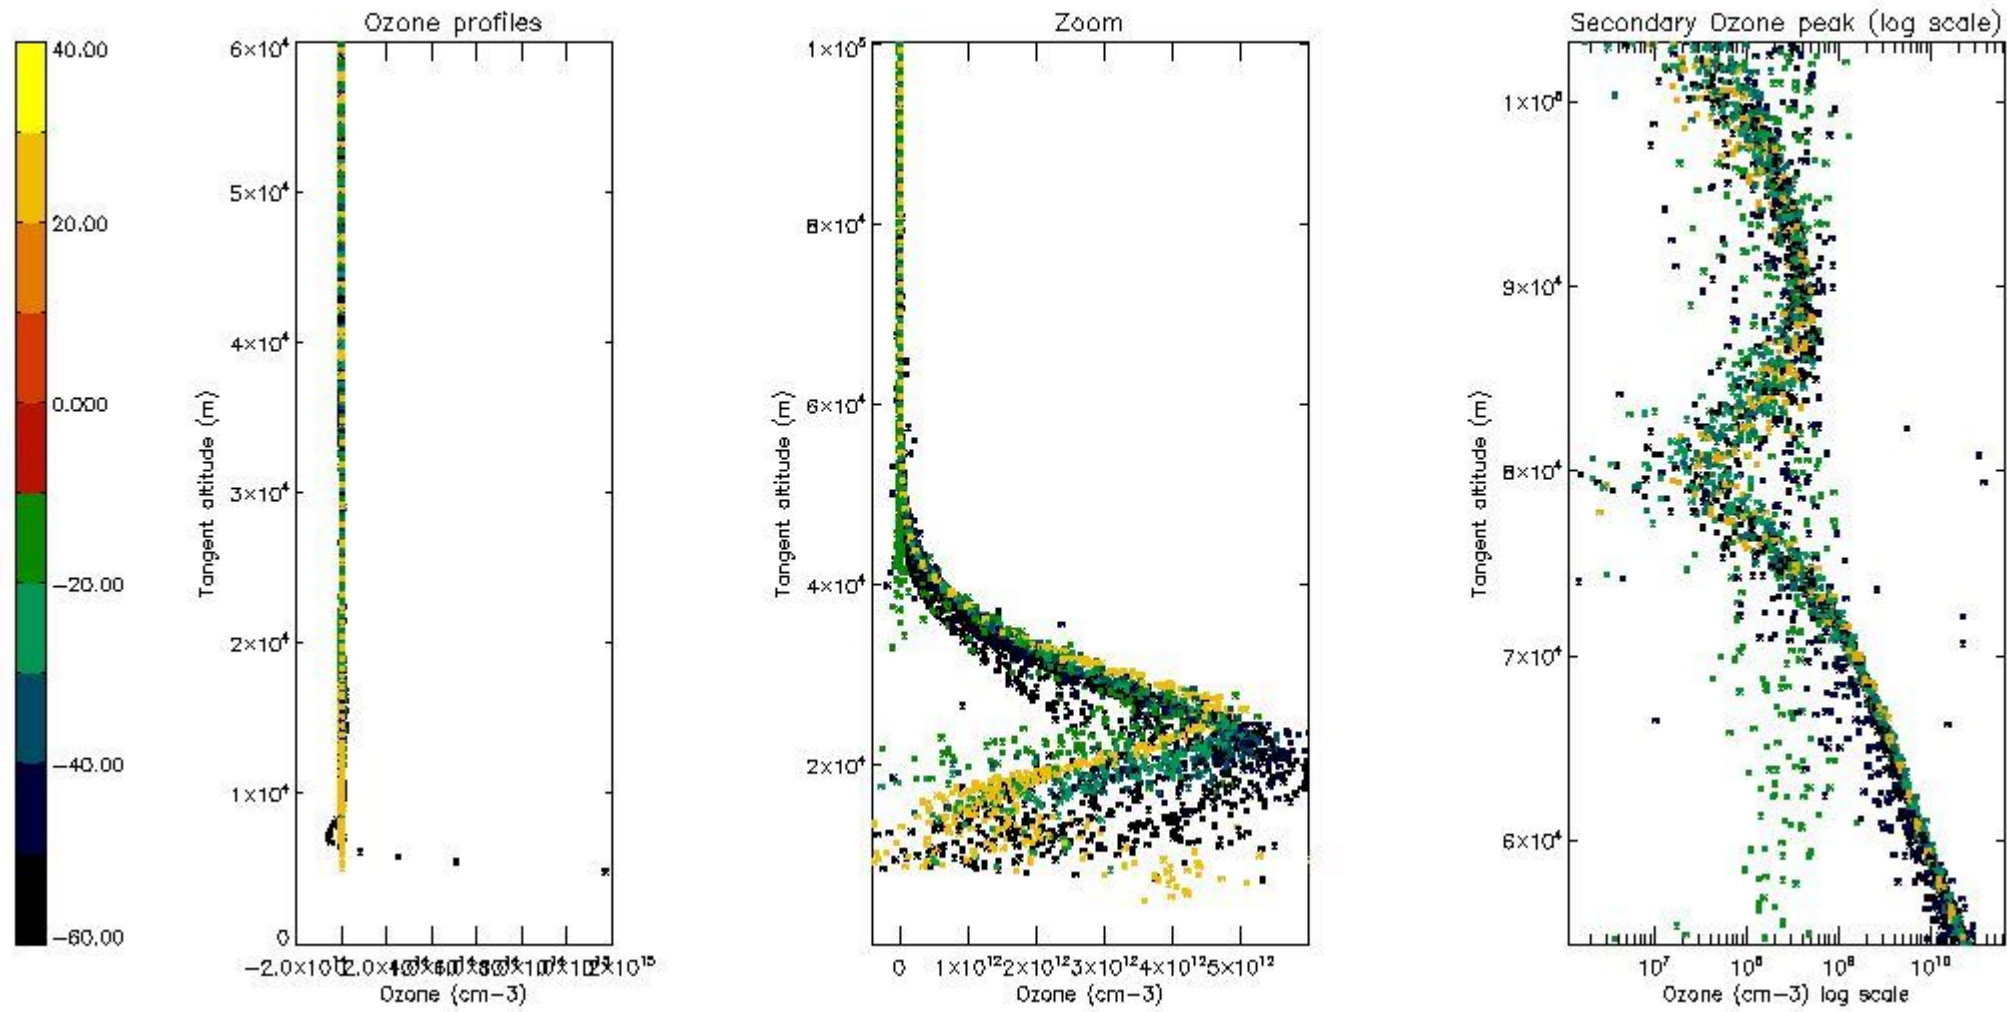 Ozone profiles
Zoom
Secondary Ozone peak (log scale)
40.00
20.00
0.000
−20.00
−40.00
−60.00
6×10⁴
5×10⁴
4×10⁴
3×10⁴
2×10⁴
1×10⁴
0
Tangent altitude (m)
Ozone (cm−3)
1×10⁵
8×10⁴
6×10⁴
4×10⁴
2×10⁴
Tangent altitude (m)
0 1×10¹² 2×10¹² 3×10¹² 4×10¹² 5×10¹²
Ozone (cm−3)
1×10⁵
9×10⁴
8×10⁴
7×10⁴
6×10⁴
Tangent altitude (m)
10⁷ 10⁸ 10⁹ 10¹⁰
Ozone (cm−3) log scale